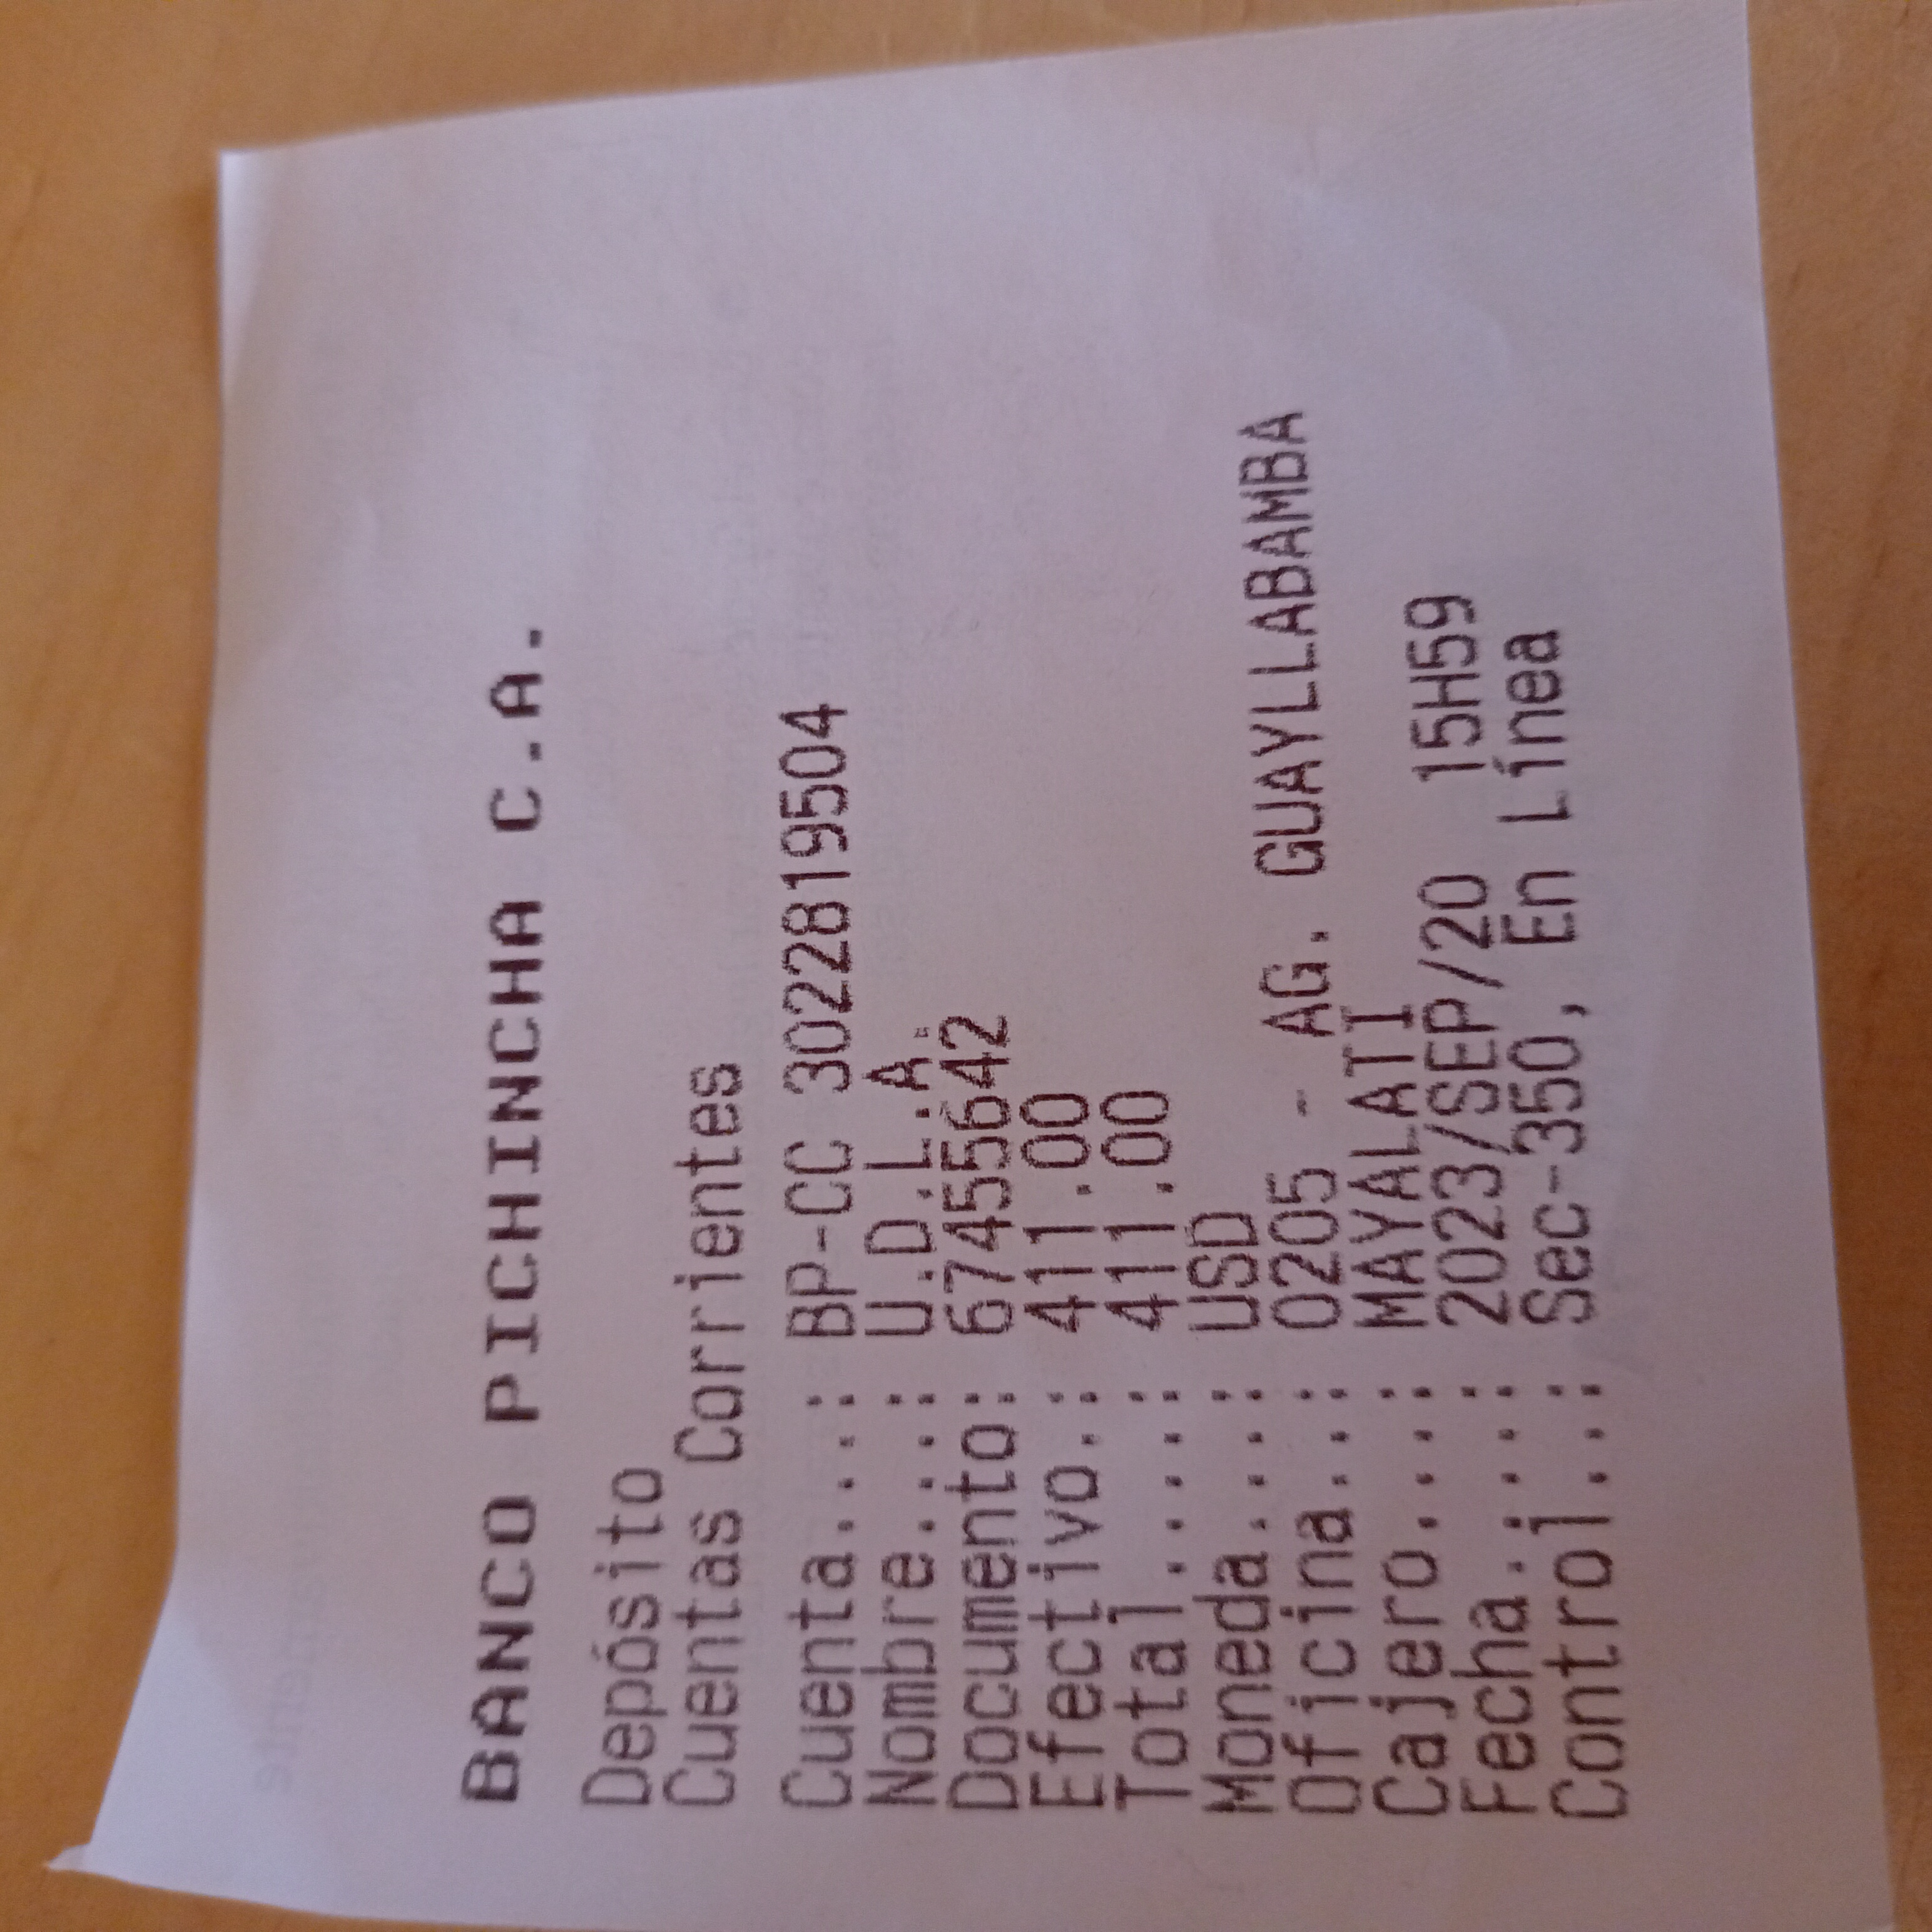 BANCO PICHINCHA C.A.
Depósito
Cuentas Corrientes
Cuenta....: BP-CC 3022819504
Nombre....: U.D.L.A.
Documento: 674555642
Efectivo.: 411.00
Total.....: 411.00
Moneda....: USD
Oficina...: 0205 - AG. GUAYLLABAMBA
Cajero....: MAYALATI
Fecha.....: 2023/SEP/20 15H59
Control...: Sec-350, En Línea